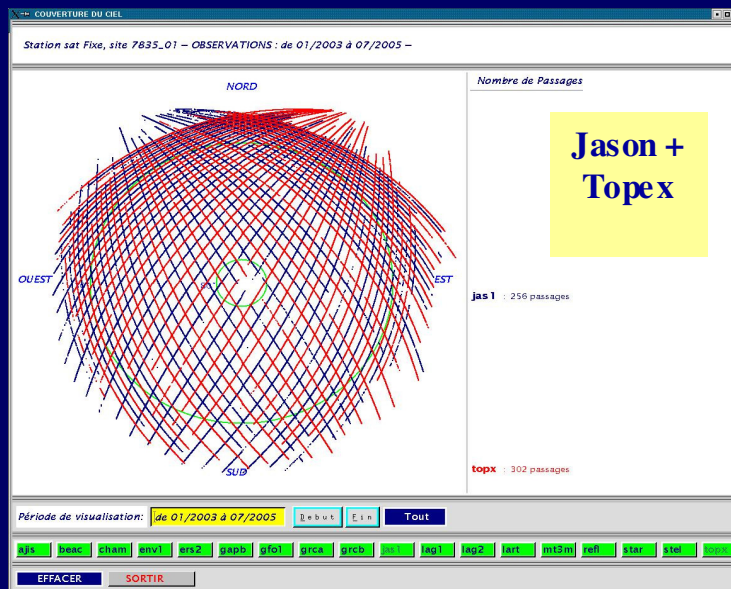 COUVERTURE DU CIEL
Station sat Fixe, site 7835_01 – OBSERVATIONS : de 01/2003 à 07/2005 –
NORD
Nombre de Passages
Jason +
Topex
OUEST
EST
80
jas1 : 256 passages
topx : 302 passages
SUD
Période de visualisation: de 01/2003 à 07/2005 Debut Fin Tout
ajis beac cham env1 ers2 gapb gfo1 grca grcb jas1 lag1 lag2 lart mt3m refl star stel topx
EFFACER SORTIR